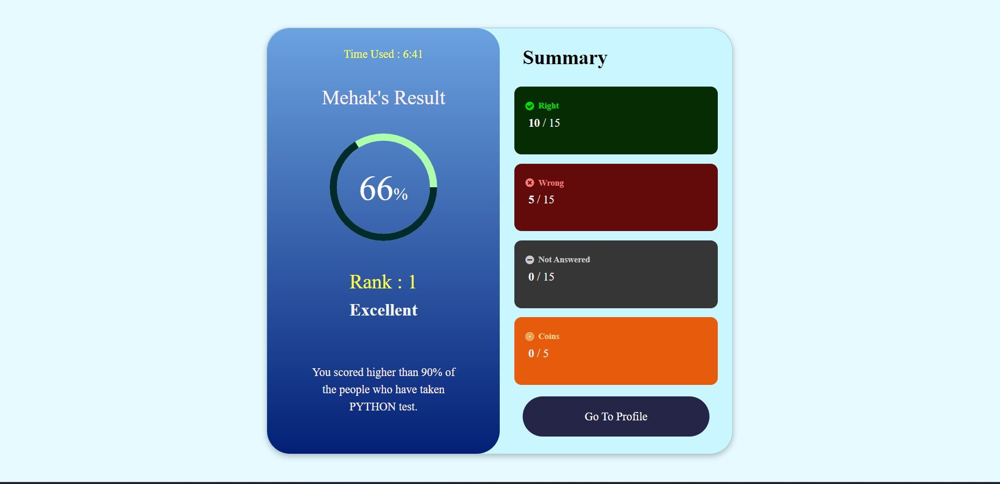 Time Used : 6:41
Mehak's Result
66%
Rank : 1
Excellent
You scored higher than 90% of
the people who have taken
PYTHON test.
Summary
Right
10 / 15
Wrong
5 / 15
Not Answered
0 / 15
Coins
0 / 5
Go To Profile